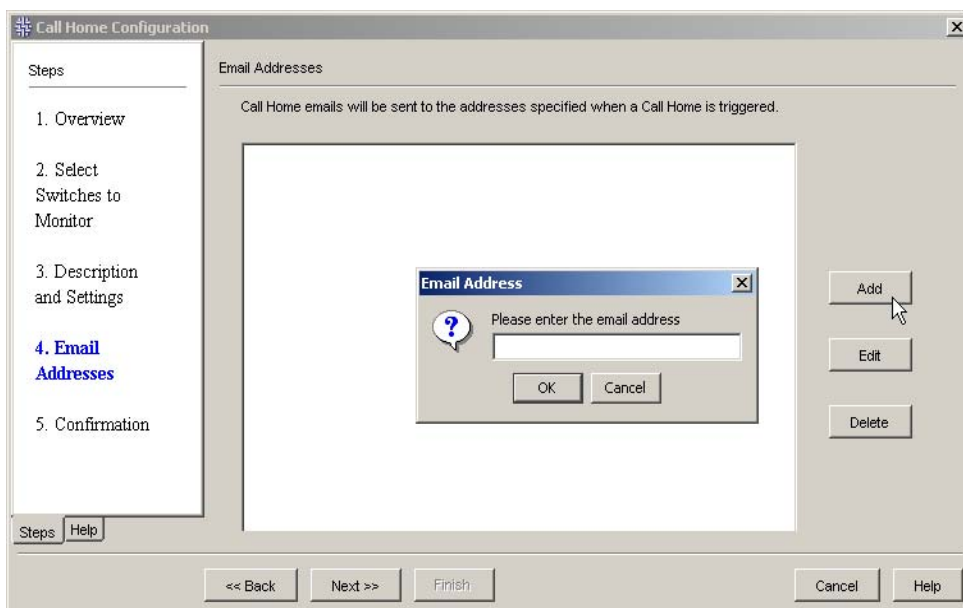 Call Home Configuration
Steps
1. Overview
2. Select
Switches to
Monitor
3. Description
and Settings
4. Email
Addresses
5. Confirmation
Steps
Help
Email Addresses
Call Home emails will be sent to the addresses specified when a Call Home is triggered.
Email Address
Please enter the email address
?
OK
Cancel
Add
Edit
Delete
<< Back
Next >>
Finish
Cancel
Help